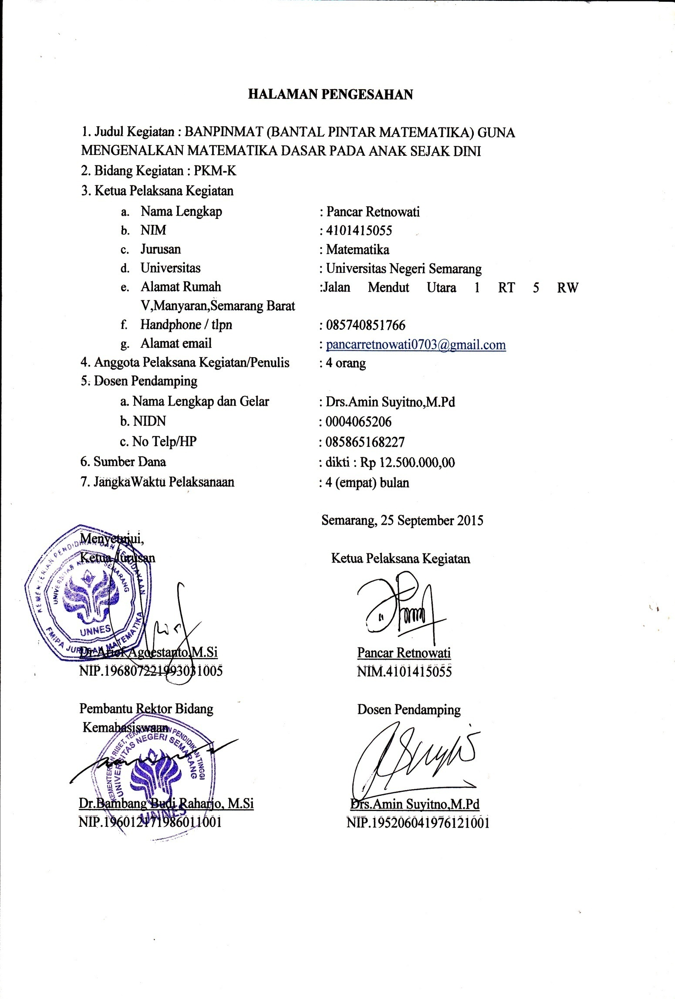 HALAMAN PENGESAHAN
1. Judul Kegiatan : BANPINMAT (BANTAL PINTAR MATEMATIKA) GUNA
MENGENALKAN MATEMATIKA DASAR PADA ANAK SEJAK DINI
2. Bidang Kegiatan : PKM-K
3. Ketua Pelaksana Kegiatan
a. Nama Lengkap : Pancar Retnowati
b. NIM : 4101415055
c. Jurusan : Matematika
d. Universitas : Universitas Negeri Semarang
e. Alamat Rumah :Jalan Mendut Utara 1 RT 5 RW
V,Manyaran,Semarang Barat
f. Handphone / tlpn : 085740851766
g. Alamat email : pancarretnowati0703@gmail.com
4. Anggota Pelaksana Kegiatan/Penulis : 4 orang
5. Dosen Pendamping
a. Nama Lengkap dan Gelar : Drs.Amin Suyitno,M.Pd
b. NIDN : 0004065206
c. No Telp/HP : 085865168227
6. Sumber Dana : dikti : Rp 12.500.000,00
7. JangkaWaktu Pelaksanaan : 4 (empat) bulan
Semarang, 25 September 2015
Menyetujui,
Ketua Jurusan Ketua Pelaksana Kegiatan
KEMENTERIAN PENDIDIKAN DAN KEBUDAYAAN
UNIVERSITAS NEGERI SEMARANG
UNNES
FMIPA JURUSAN MATEMATIKA
Dr.Arief Agoestanto,M.Si Pancar Retnowati
NIP.196807221993031005 NIM.4101415055
Pembantu Rektor Bidang Dosen Pendamping
Kemahasiswaan
KEMENTERIAN RISET, TEKNOLOGI DAN PENDIDIKAN TINGGI
UNIVERSITAS NEGERI SEMARANG
UNNES
Dr.Bambang Budi Raharjo, M.Si Drs.Amin Suyitno,M.Pd
NIP.196012171986011001 NIP.195206041976121001